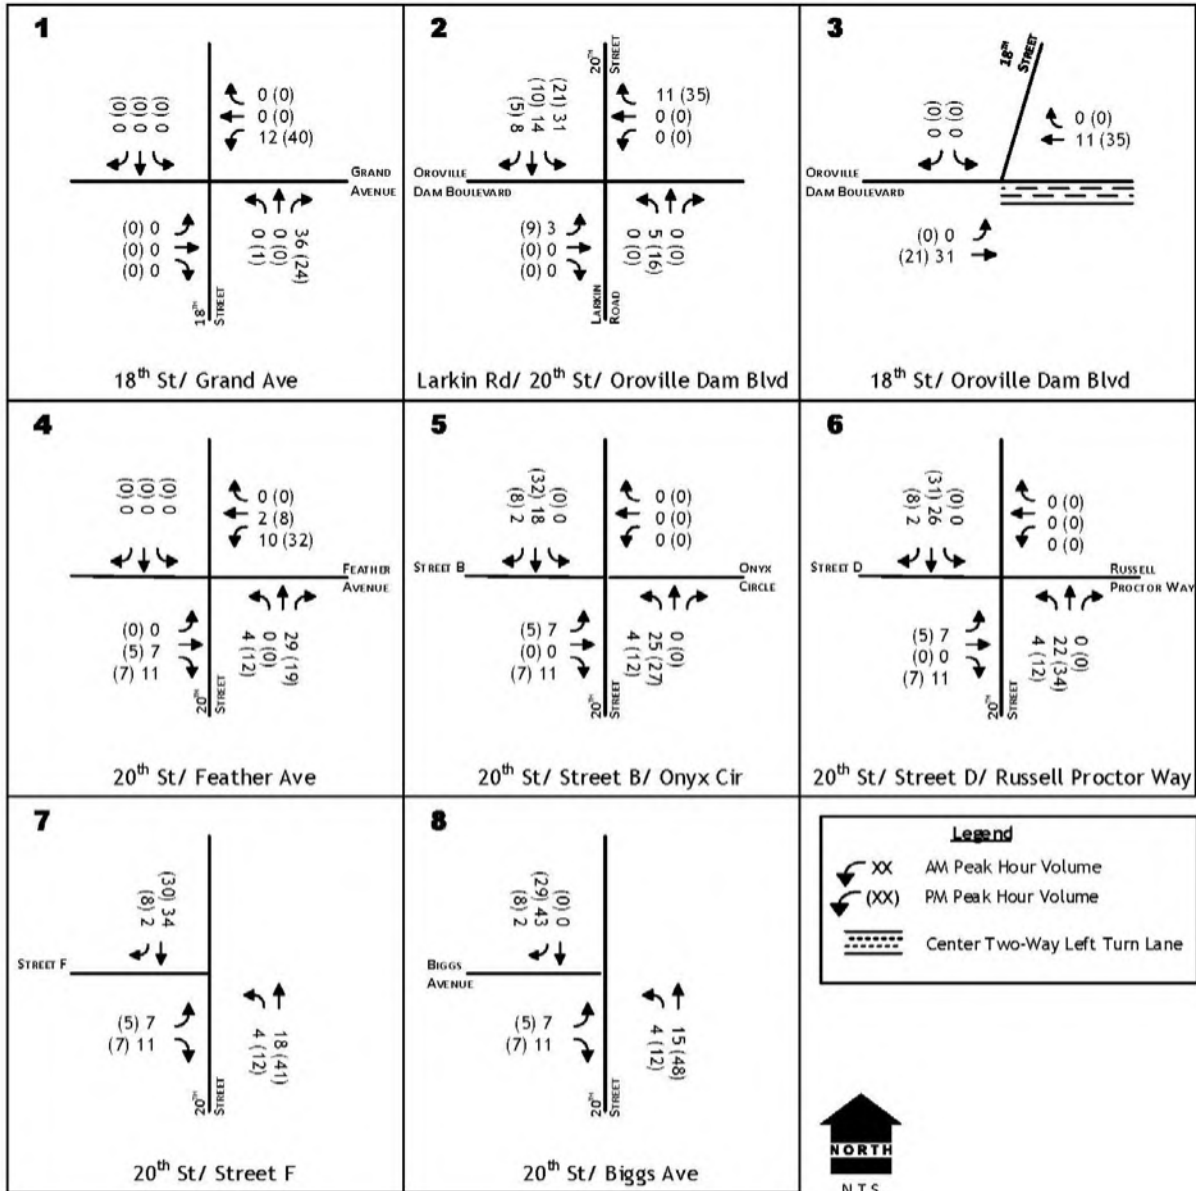 1
(0) 0
(0) 0
(0) 0
0 (0)
0 (0)
12 (40)
GRAND
AVENUE
(0) 0
(0) 0
(0) 0
0 (1)
0 (0)
36 (24)
18TH
STREET
18th St/ Grand Ave
2
20TH
STREET
(5) 8
(10) 14
(21) 31
11 (35)
0 (0)
0 (0)
OROVILLE
DAM BOULEVARD
(9) 3
(0) 0
(0) 0
0 (0)
5 (16)
0 (0)
LARKIN
ROAD
Larkin Rd/ 20th St/ Oroville Dam Blvd
3
18TH
STREET
(0) 0
(0) 0
0 (0)
11 (35)
OROVILLE
DAM BOULEVARD
(0) 0
(21) 31
18th St/ Oroville Dam Blvd
4
(0) 0
(0) 0
(0) 0
0 (0)
2 (8)
10 (32)
FEATHER
AVENUE
(0) 0
(5) 7
(7) 11
4 (12)
0 (0)
29 (19)
20TH
STREET
20th St/ Feather Ave
5
(8) 2
(32) 18
(0) 0
0 (0)
0 (0)
0 (0)
STREET B
ONYX
CIRCLE
(5) 7
(0) 0
(7) 11
4 (12)
25 (27)
0 (0)
20TH
STREET
20th St/ Street B/ Onyx Cir
6
(8) 2
(31) 26
(0) 0
0 (0)
0 (0)
0 (0)
STREET D
RUSSELL
PROCTOR WAY
(5) 7
(0) 0
(7) 11
4 (12)
22 (34)
0 (0)
20TH
STREET
20th St/ Street D/ Russell Proctor Way
7
(8) 2
(30) 34
STREET F
(5) 7
(7) 11
4 (12)
18 (41)
20TH
STREET
20th St/ Street F
8
(8) 2
(29) 43
(0) 0
BIGGS
AVENUE
(5) 7
(7) 11
4 (12)
15 (48)
20TH
STREET
20th St/ Biggs Ave
Legend
XX AM Peak Hour Volume
(XX) PM Peak Hour Volume
Center Two-Way Left Turn Lane
NORTH
N.T.S.